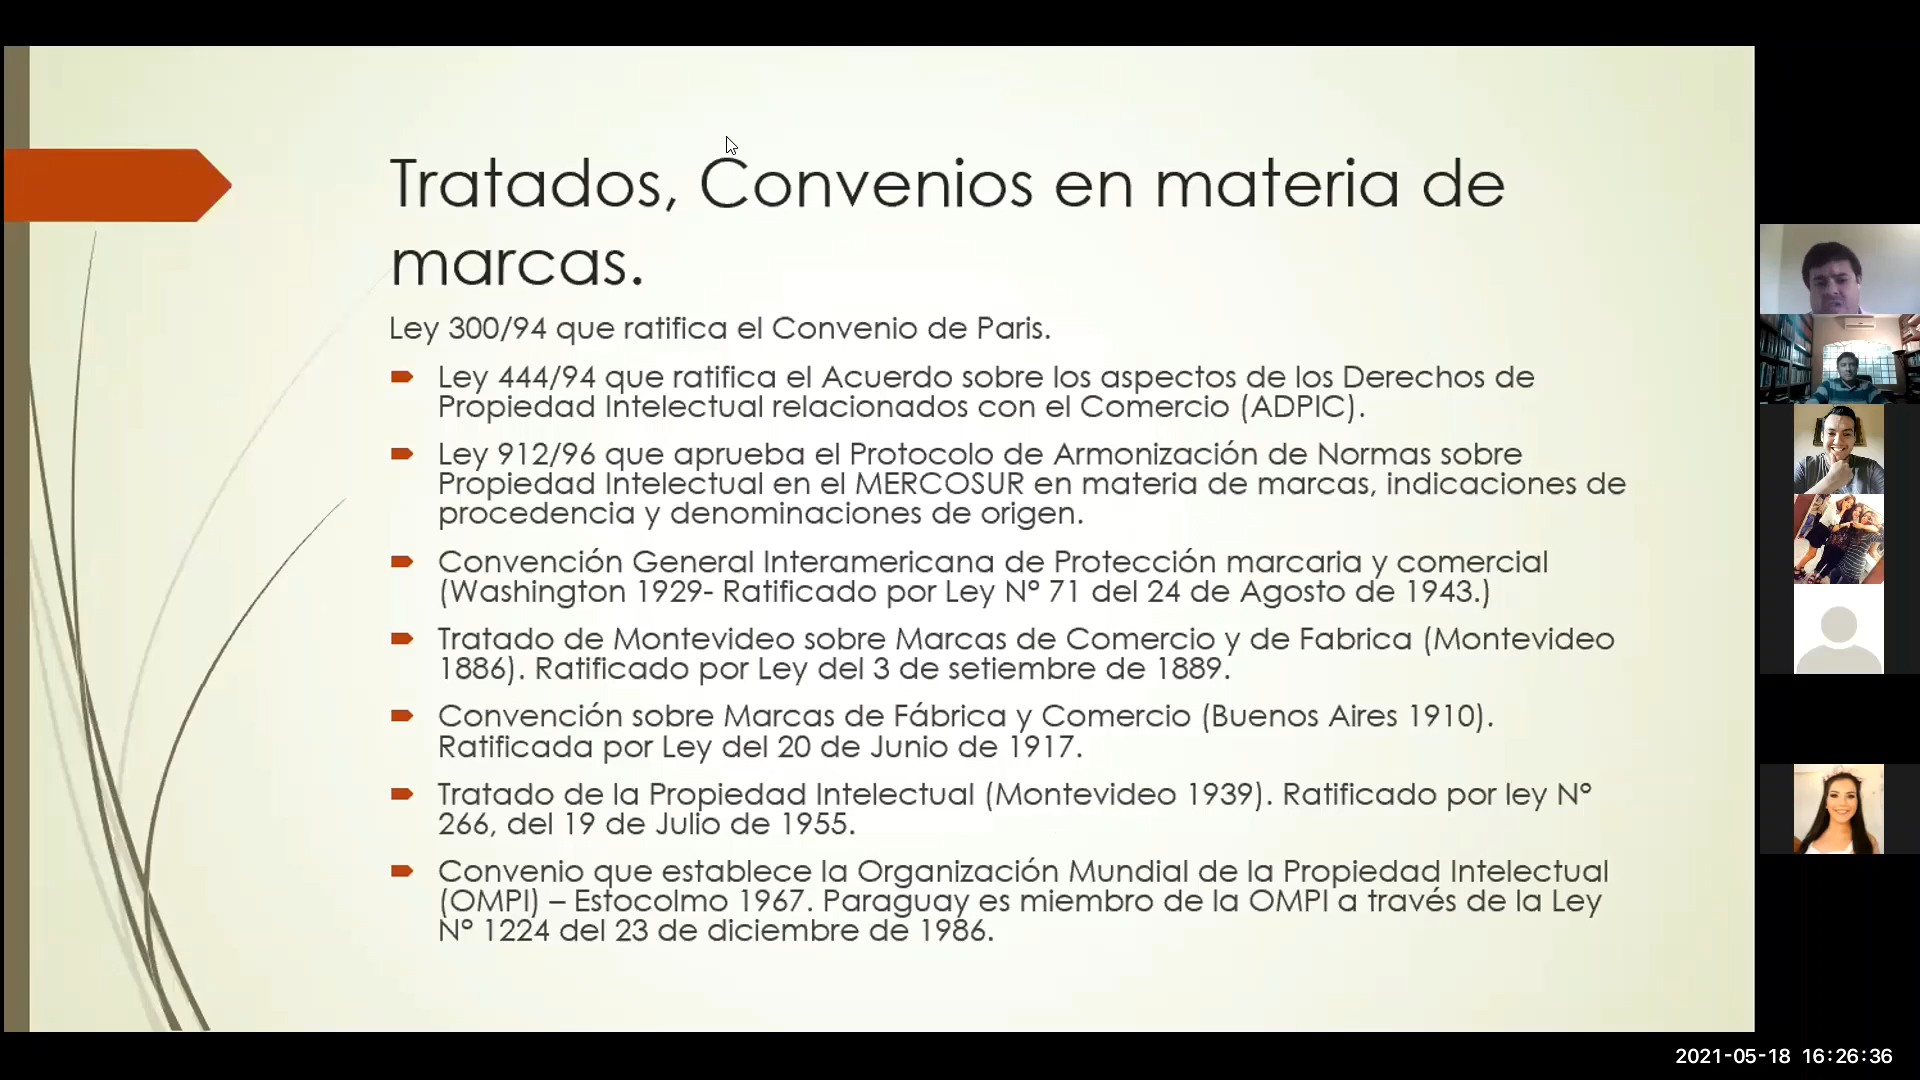 Tratados, Convenios en materia de
marcas.
Ley 300/94 que ratifica el Convenio de Paris.
Ley 444/94 que ratifica el Acuerdo sobre los aspectos de los Derechos de
Propiedad Intelectual relacionados con el Comercio (ADPIC).
Ley 912/96 que aprueba el Protocolo de Armonización de Normas sobre
Propiedad Intelectual en el MERCOSUR en materia de marcas, indicaciones de
procedencia y denominaciones de origen.
Convención General Interamericana de Protección marcaria y comercial
(Washington 1929- Ratificado por Ley Nº 71 del 24 de Agosto de 1943.)
Tratado de Montevideo sobre Marcas de Comercio y de Fabrica (Montevideo
1886). Ratificado por Ley del 3 de setiembre de 1889.
Convención sobre Marcas de Fábrica y Comercio (Buenos Aires 1910).
Ratificada por Ley del 20 de Junio de 1917.
Tratado de la Propiedad Intelectual (Montevideo 1939). Ratificado por ley Nº
266, del 19 de Julio de 1955.
Convenio que establece la Organización Mundial de la Propiedad Intelectual
(OMPI) – Estocolmo 1967. Paraguay es miembro de la OMPI a través de la Ley
Nº 1224 del 23 de diciembre de 1986.
2021-05-18 16:26:36